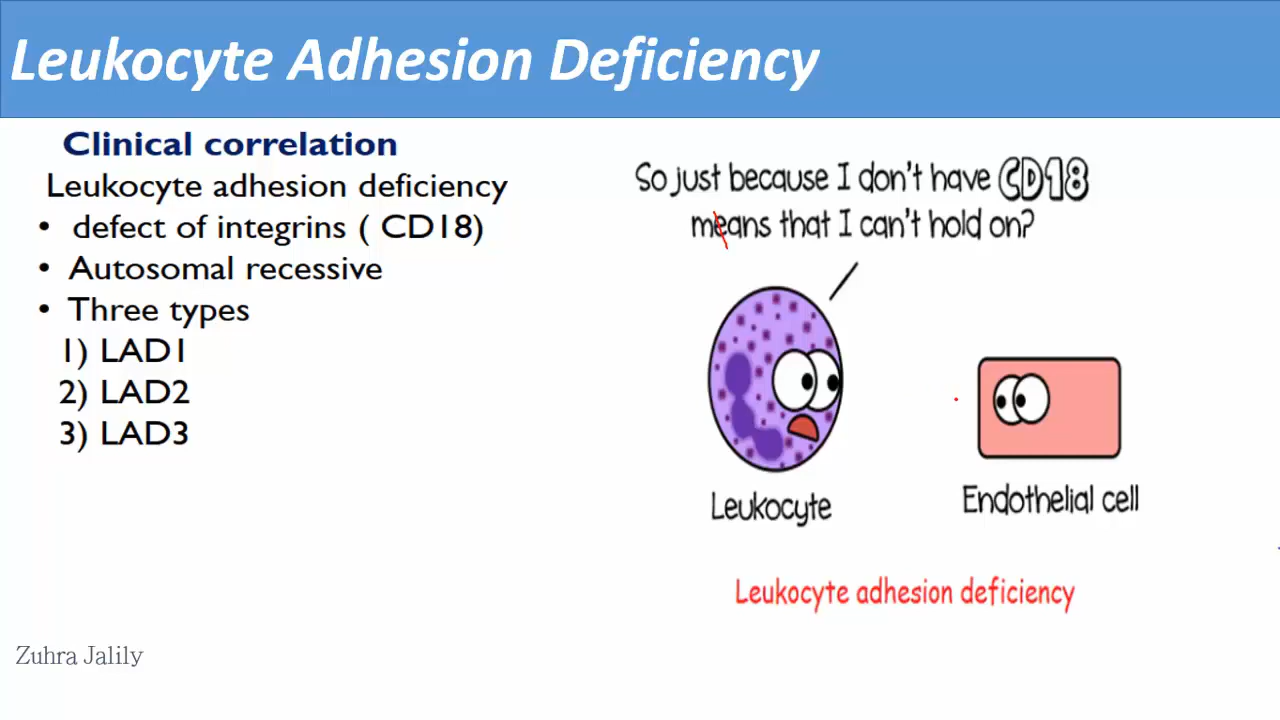 Leukocyte Adhesion Deficiency
Clinical correlation
Leukocyte adhesion deficiency
• defect of integrins ( CD18)
• Autosomal recessive
• Three types
1) LAD1
2) LAD2
3) LAD3
So just because I don't have CD18
means that I can't hold on?
Leukocyte
Endothelial cell
Leukocyte adhesion deficiency
Zuhra Jalily